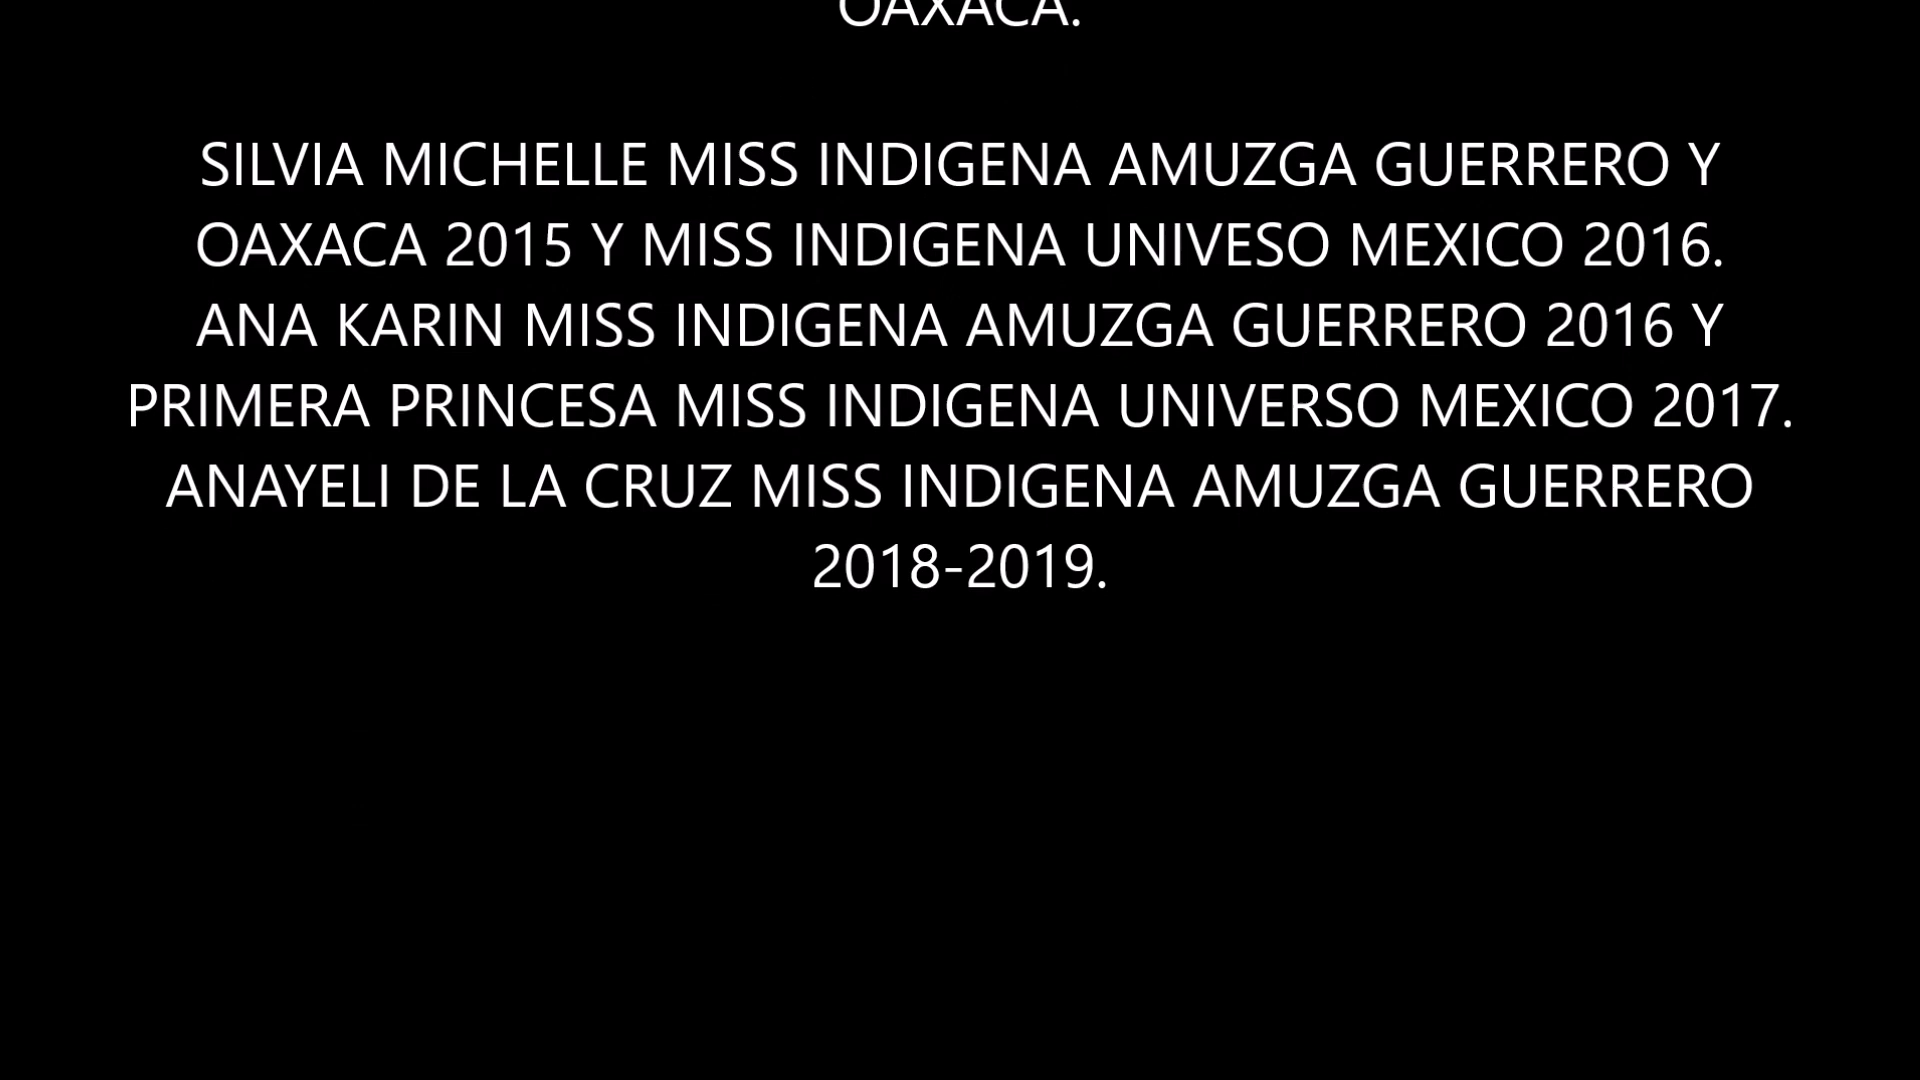 OAXACA.
SILVIA MICHELLE MISS INDIGENA AMUZGA GUERRERO Y
OAXACA 2015 Y MISS INDIGENA UNIVESO MEXICO 2016.
ANA KARIN MISS INDIGENA AMUZGA GUERRERO 2016 Y
PRIMERA PRINCESA MISS INDIGENA UNIVERSO MEXICO 2017.
ANAYELI DE LA CRUZ MISS INDIGENA AMUZGA GUERRERO
2018-2019.